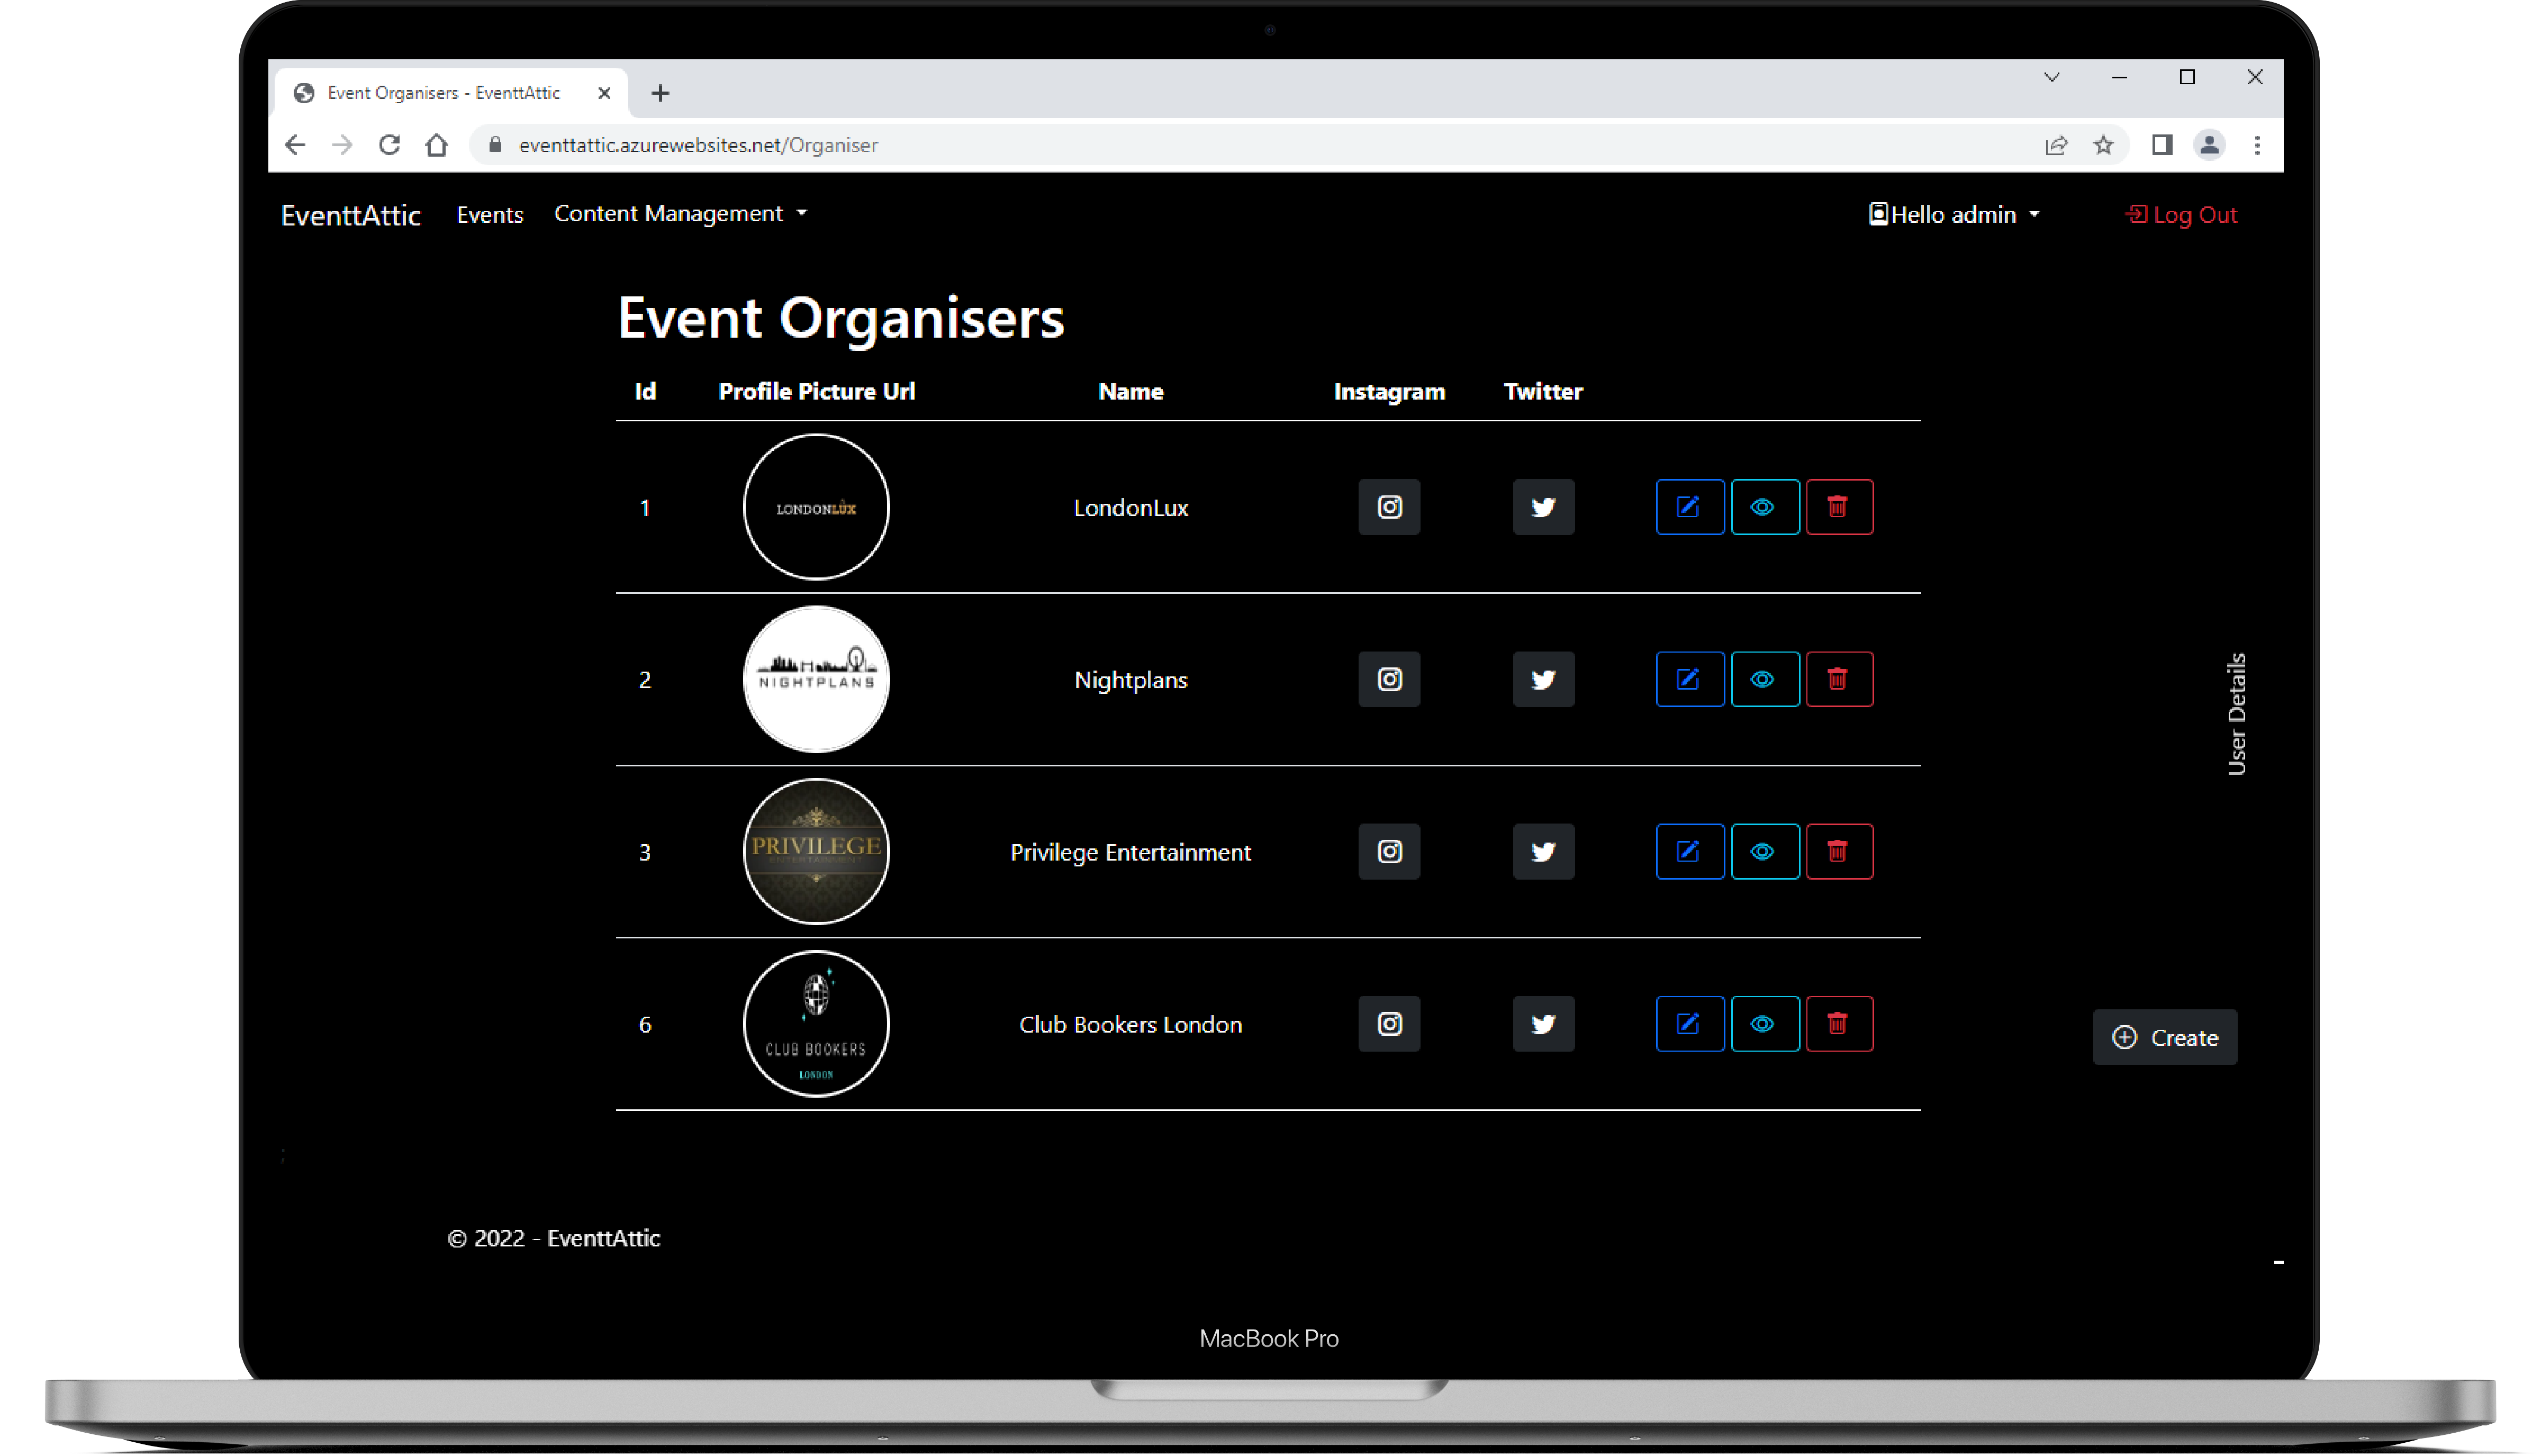 Event Organisers - EventtAttic
eventtattic.azurewebsites.net/Organiser
EventtAttic Events Content Management Hello admin Log Out
Event Organisers
Id Profile Picture Url Name Instagram Twitter
LONDONLUX
1 LondonLux
NIGHTPLANS
2 Nightplans
PRIVILEGE
ENTERTAINMENT
3 Privilege Entertainment
User Details
CLUB BOOKERS
LONDON
6 Club Bookers London
Create
;
© 2022 - EventtAttic
MacBook Pro